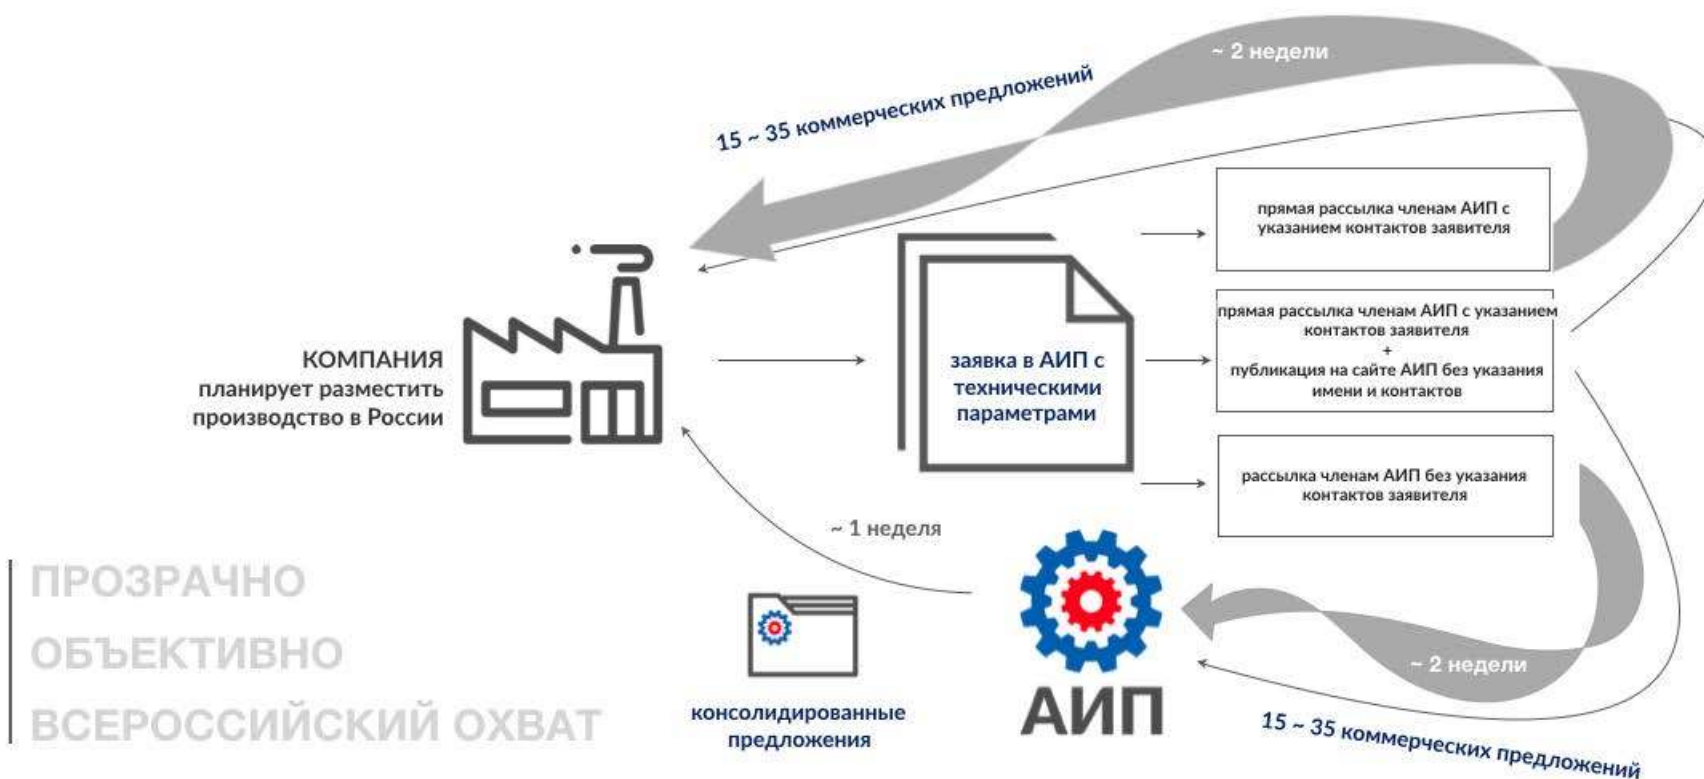 ~ 2 недели
15 ~ 35 коммерческих предложений
прямая рассылка членам АИП с
указанием контактов заявителя
КОМПАНИЯ
планирует разместить
производство в России
заявка в АИП с
техническими
параметрами
прямая рассылка членам АИП с указанием
контактов заявителя
+
публикация на сайте АИП без указания
имени и контактов
рассылка членам АИП без указания
контактов заявителя
~ 1 неделя
ПРОЗРАЧНО
ОБЪЕКТИВНО
ВСЕРОССИЙСКИЙ ОХВАТ
консолидированные
предложения
АИП
~ 2 недели
15 ~ 35 коммерческих предложений